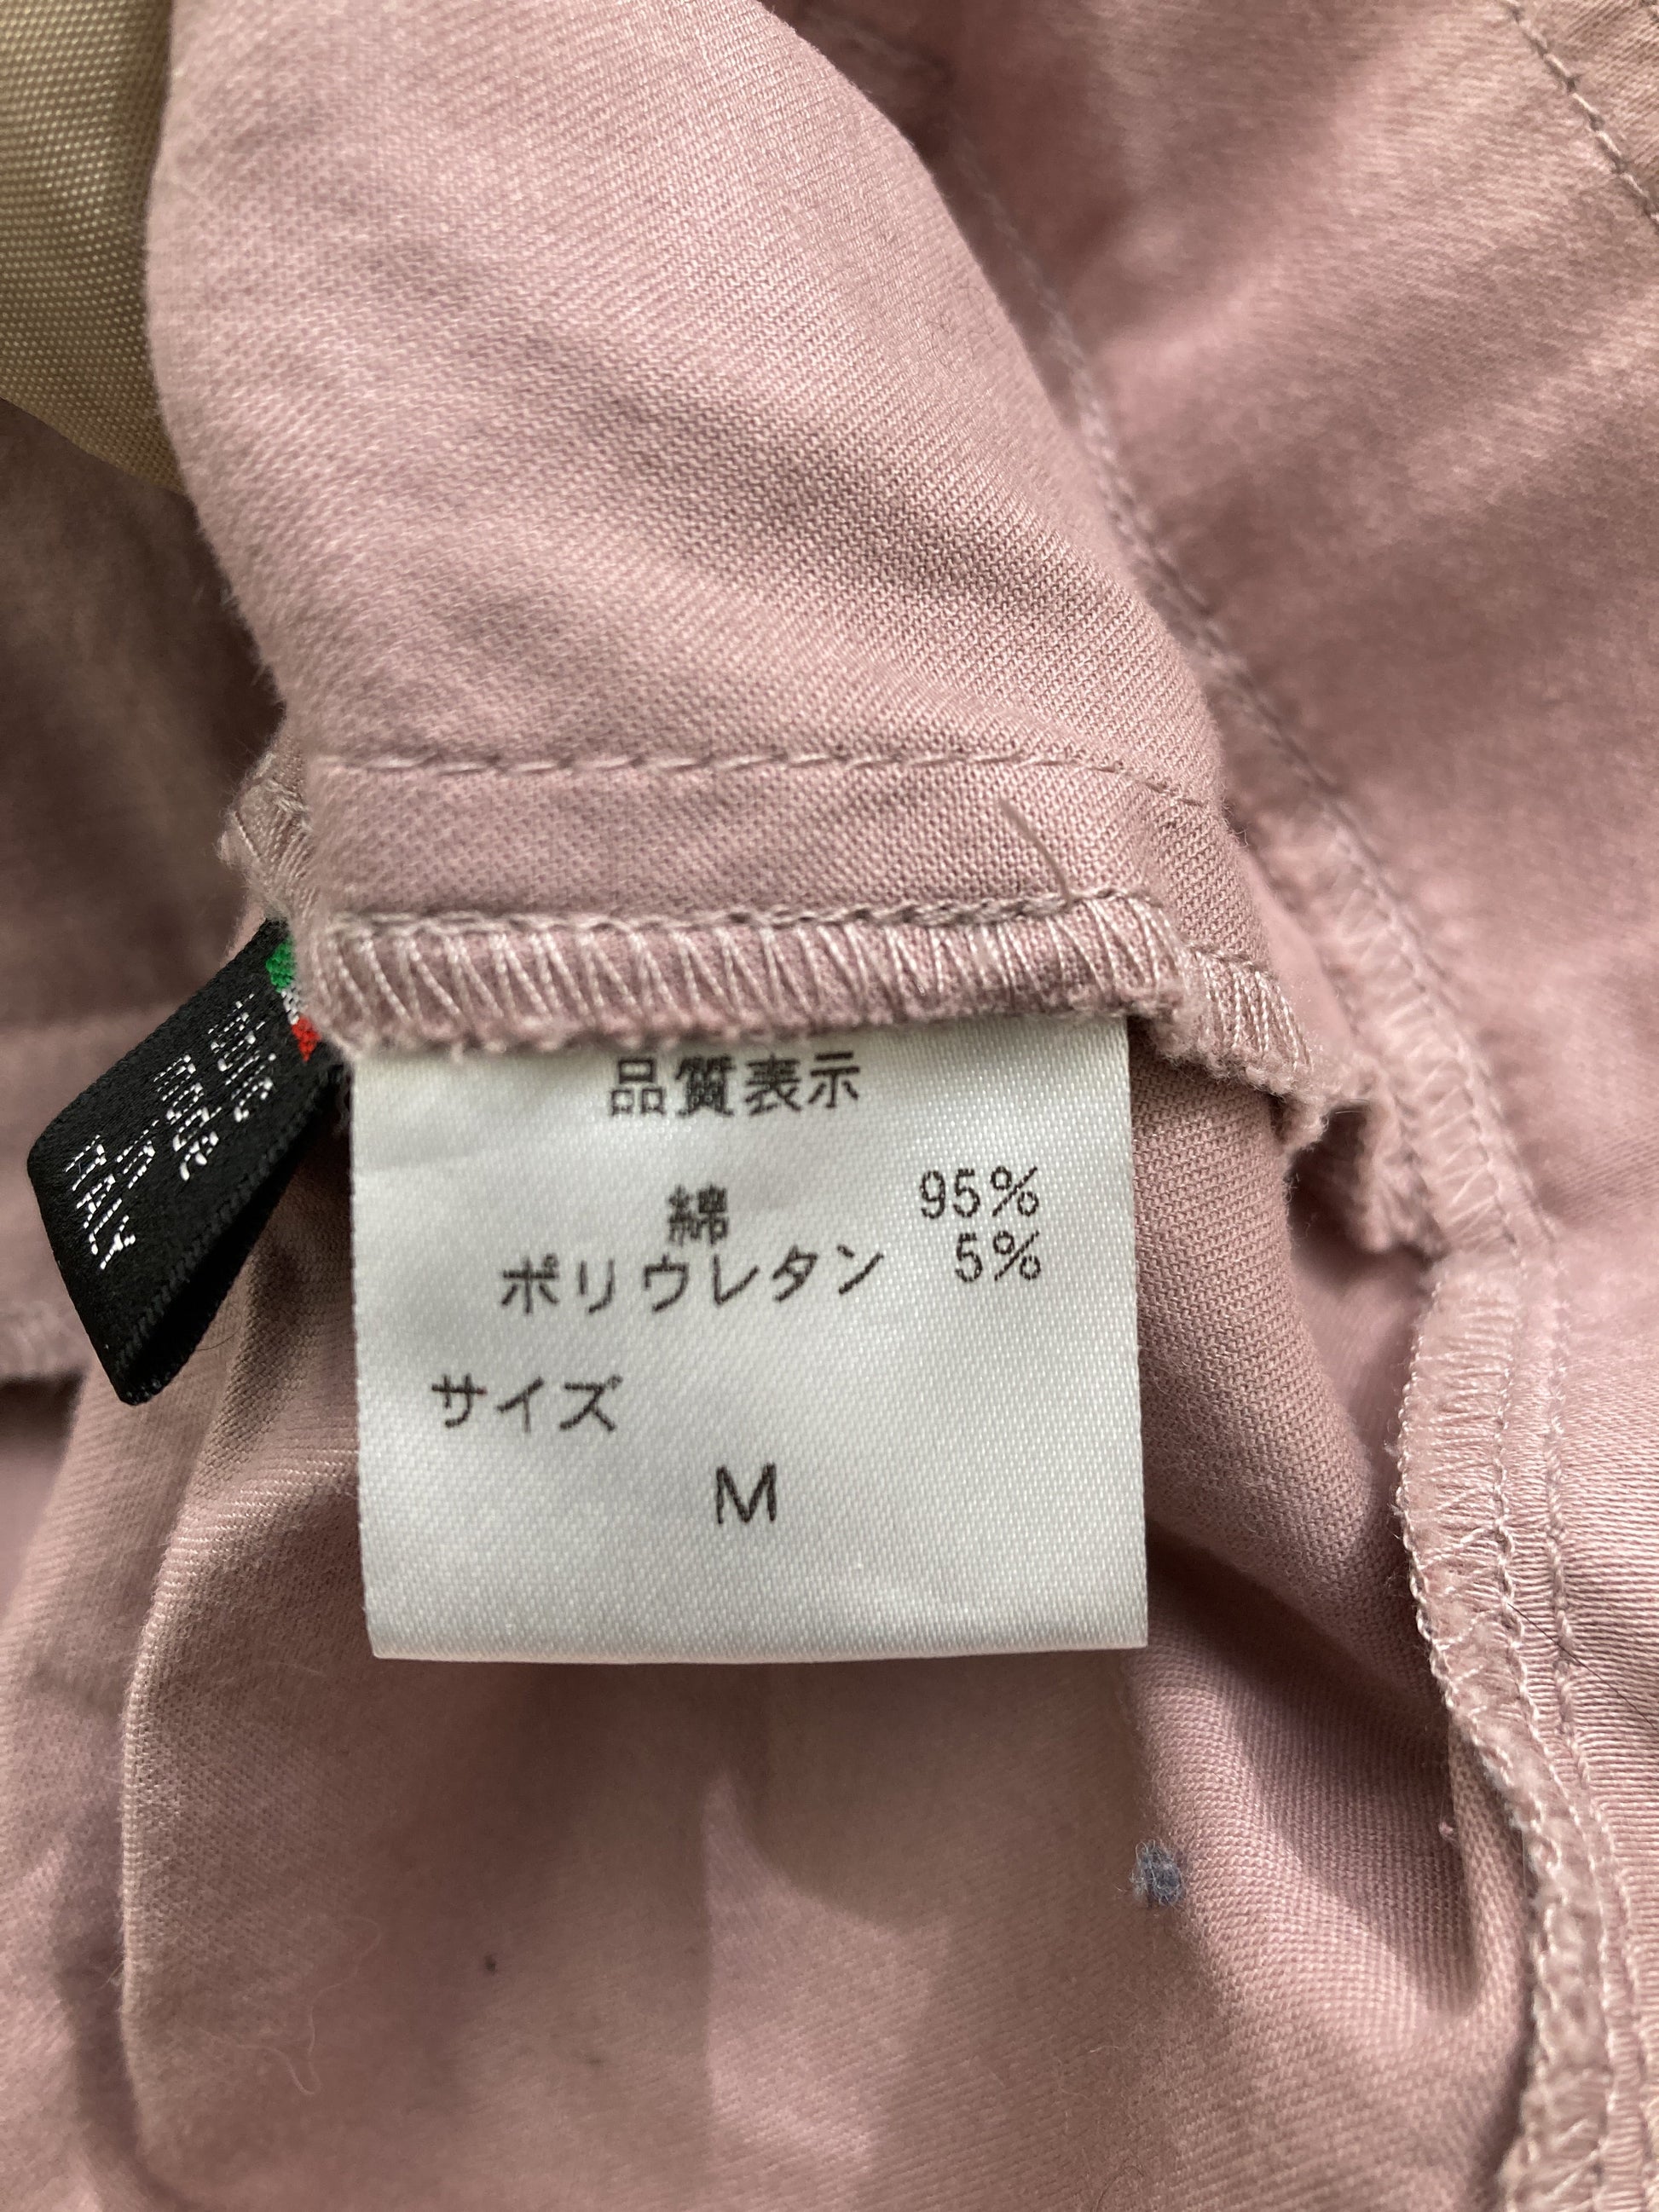 品質表示
綿 95%
ポリウレタン 5%
サイズ
M
made
in
ITALY